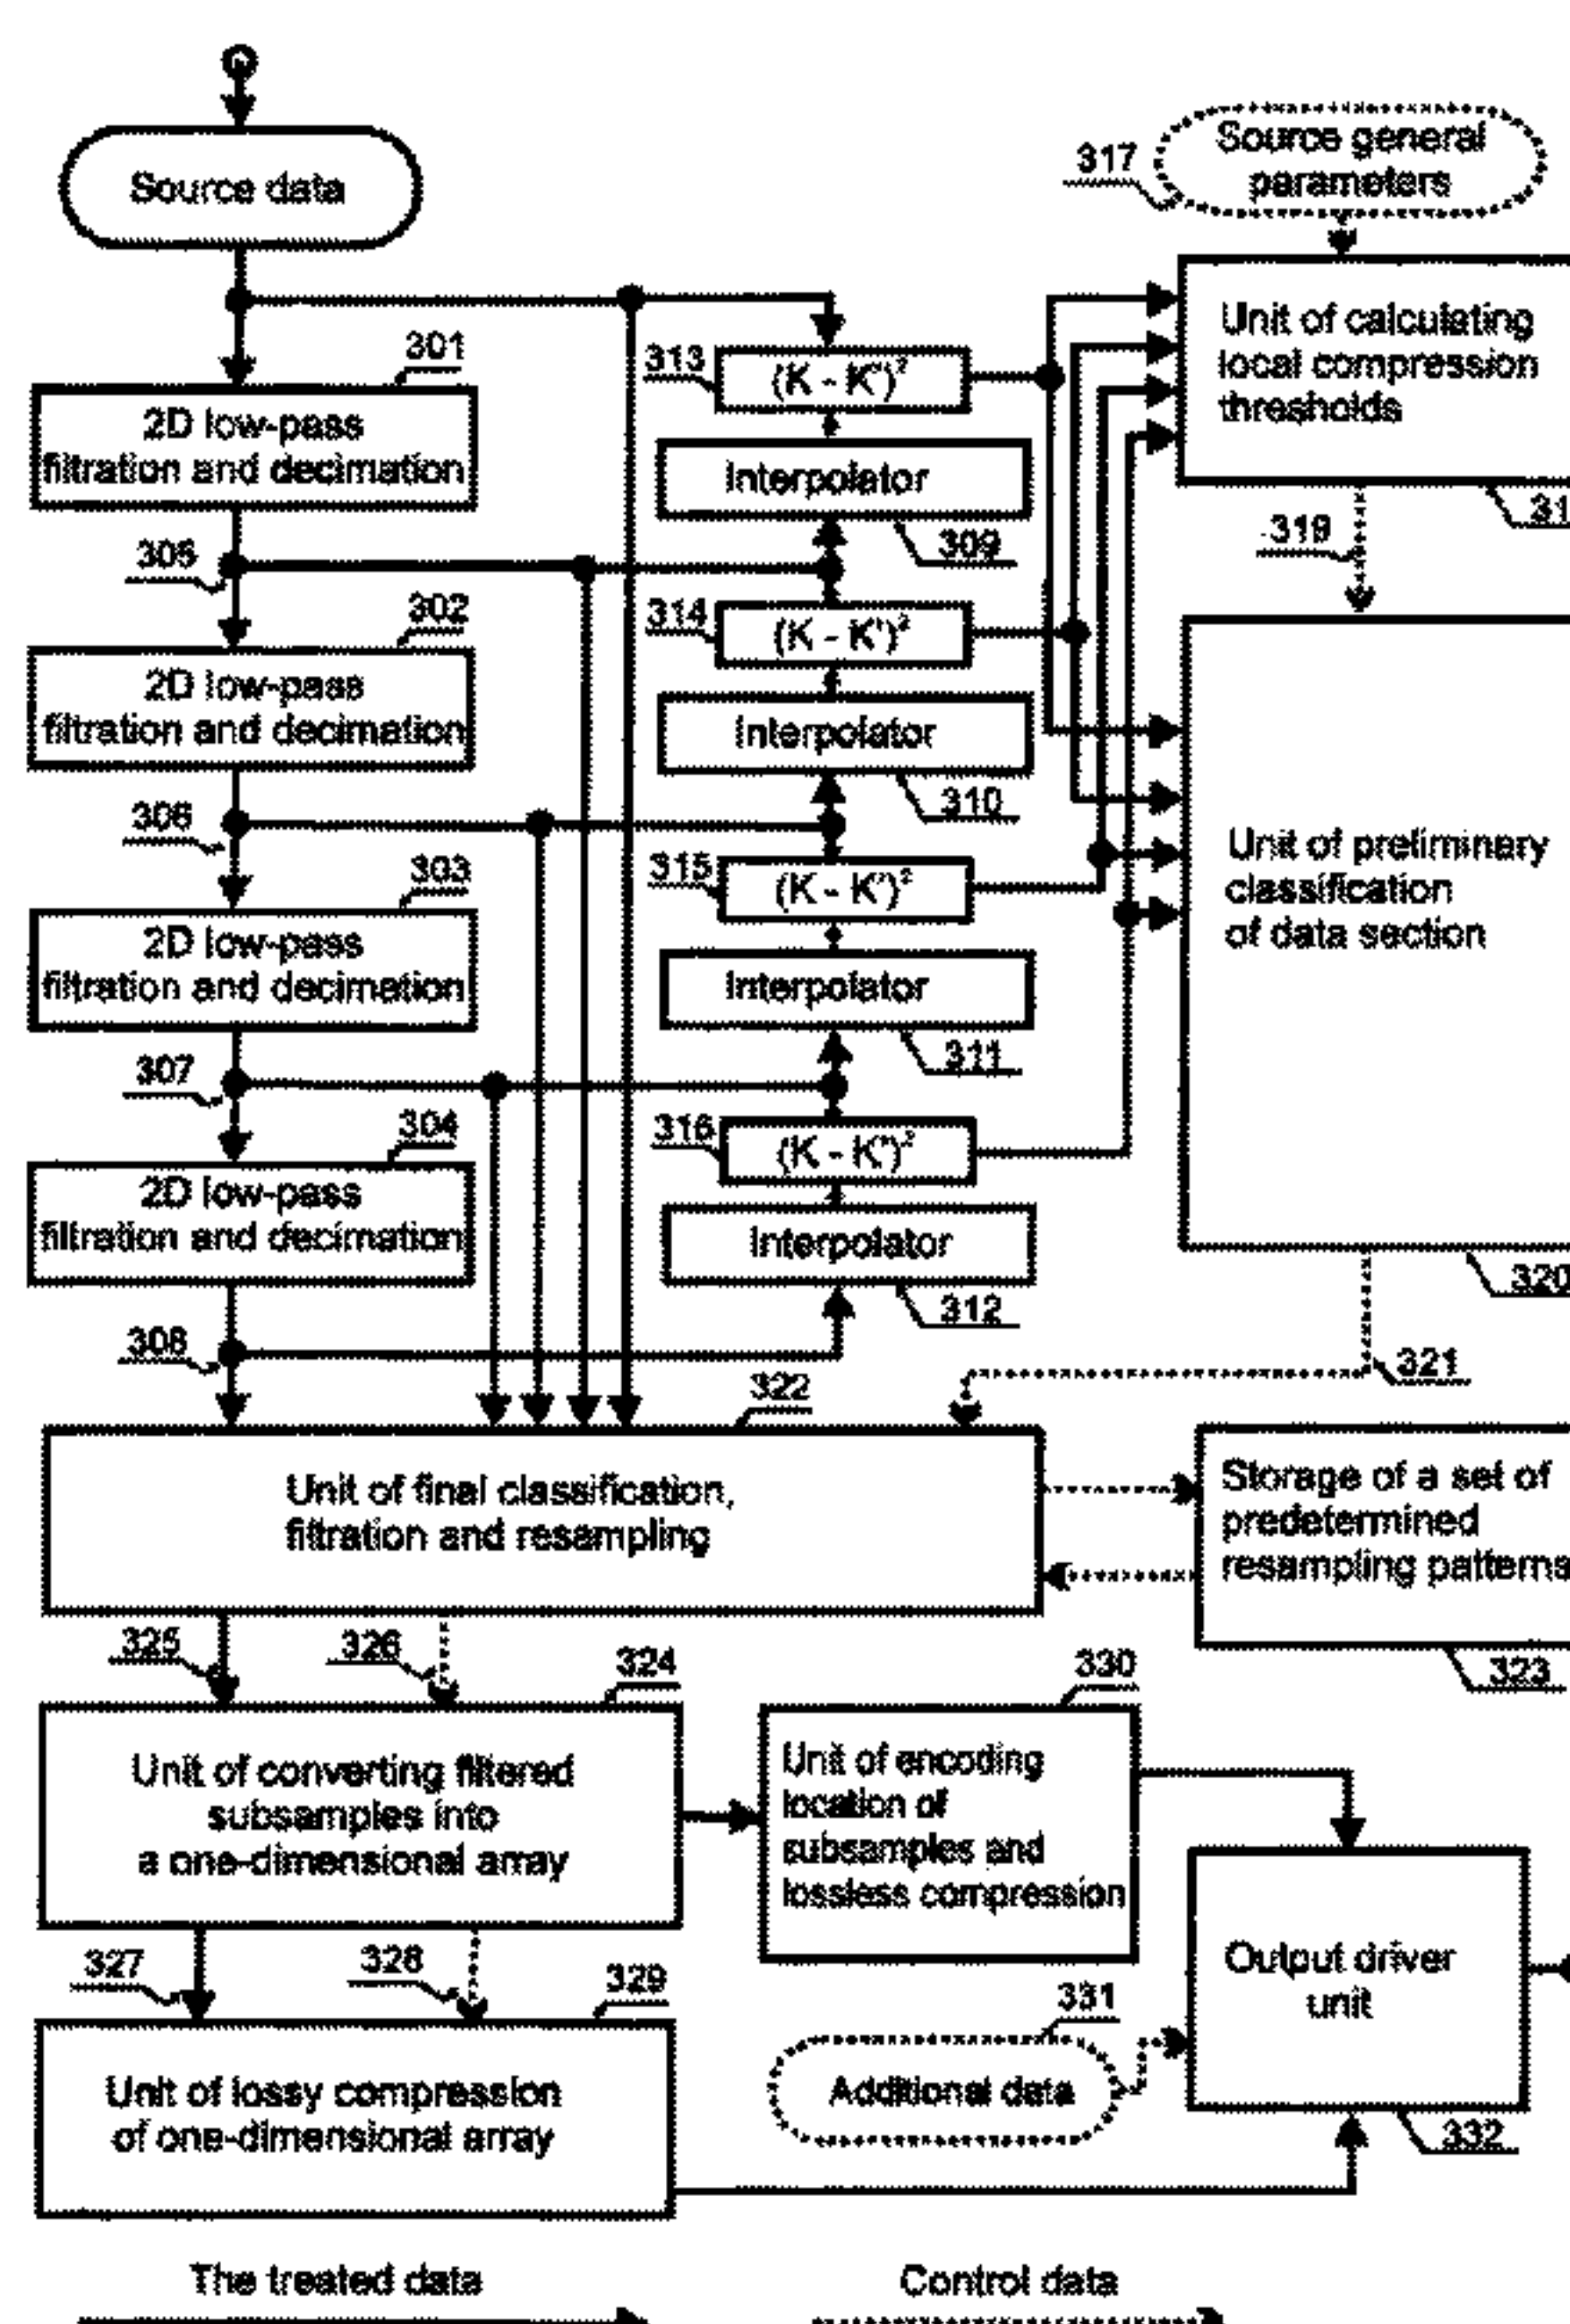 Source data
317
Source general
parameters
301
2D low-pass
filtration and decimation
313
(K - K')²
Unit of calculating
local compression
thresholds
Interpolator
309
305
319
302
2D low-pass
filtration and decimation
314
(K - K')²
Interpolator
310
306
303
2D low-pass
filtration and decimation
315
(K - K')²
Unit of preliminary
classification
of data section
Interpolator
311
307
304
2D low-pass
filtration and decimation
316
(K - K')²
Interpolator
312
320
308
321
322
Unit of final classification,
filtration and resampling
Storage of a set of
predetermined
resampling patterns
323
325
326
324
Unit of converting filtered
subsamples into
a one-dimensional array
330
Unit of encoding
location of
subsamples and
lossless compression
327
328
329
Unit of lossy compression
of one-dimensional array
331
Additional data
Output driver
unit
332
The treated data
Control data